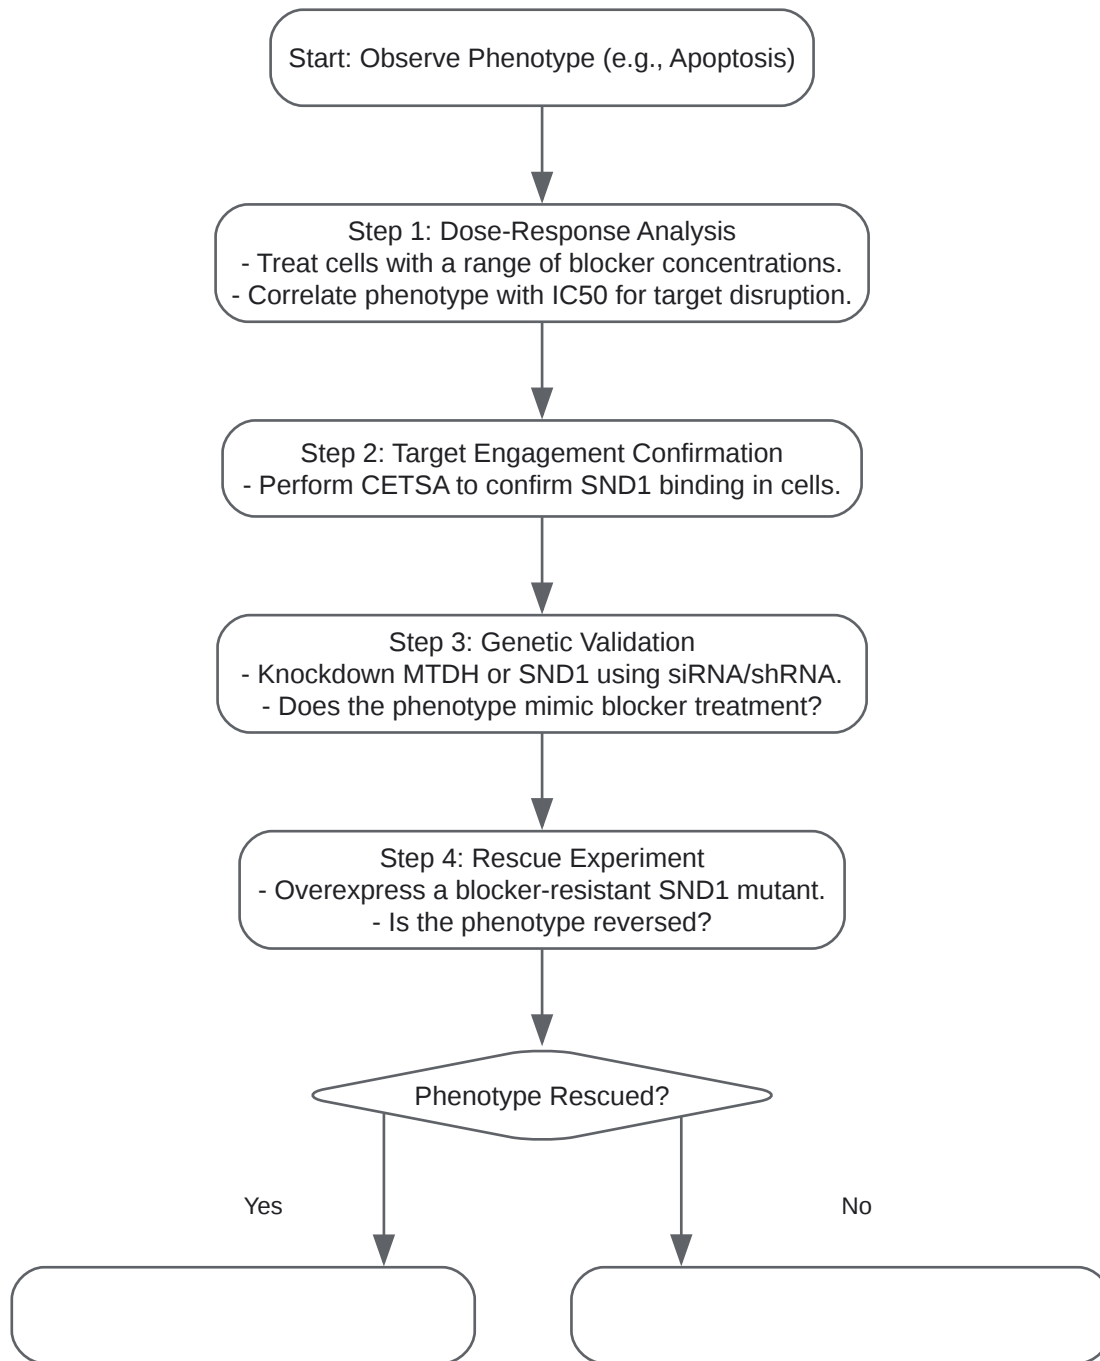 Start: Observe Phenotype (e.g., Apoptosis)
Step 1: Dose-Response Analysis
- Treat cells with a range of blocker concentrations.
- Correlate phenotype with IC50 for target disruption.
Step 2: Target Engagement Confirmation
- Perform CETSA to confirm SND1 binding in cells.
Step 3: Genetic Validation
- Knockdown MTDH or SND1 using siRNA/shRNA.
- Does the phenotype mimic blocker treatment?
Step 4: Rescue Experiment
- Overexpress a blocker-resistant SND1 mutant.
- Is the phenotype reversed?
Phenotype Rescued?
Yes
No